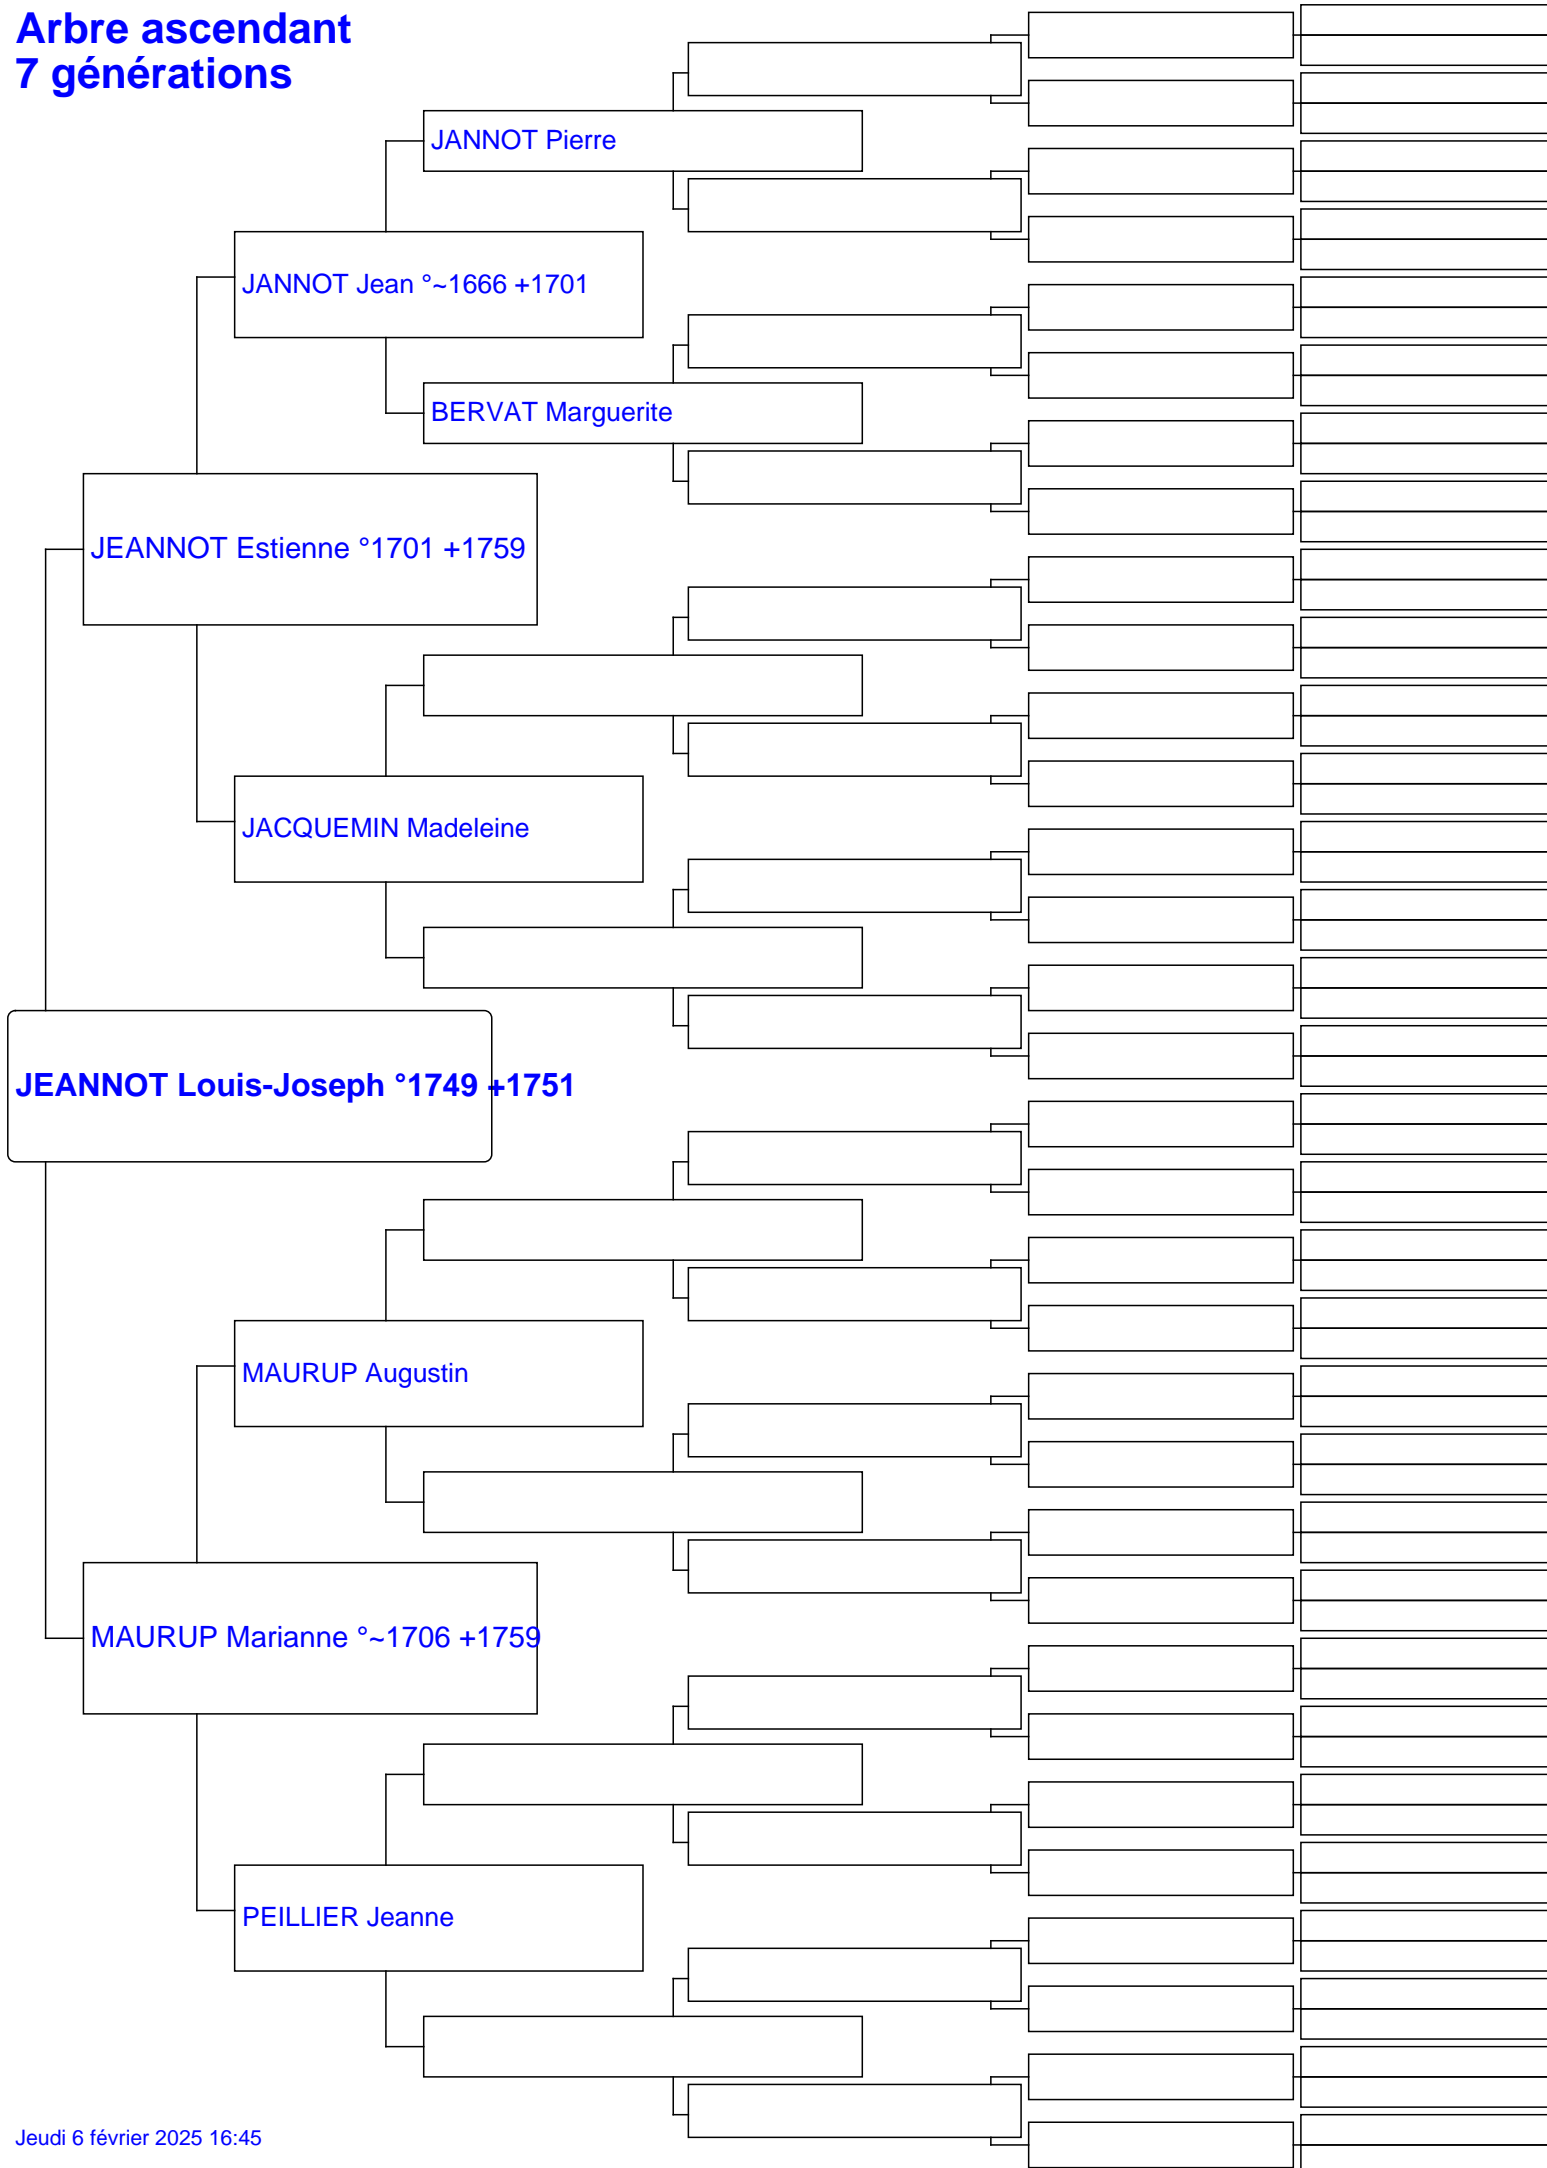 Arbre ascendant
7 générations
JANNOT Pierre
JANNOT Jean °~1666 +1701
BERVAT Marguerite
JEANNOT Estienne °1701 +1759
JACQUEMIN Madeleine
JEANNOT Louis-Joseph °1749 +1751
MAURUP Augustin
MAURUP Marianne °~1706 +1759
PEILLIER Jeanne
Jeudi 6 février 2025 16:45